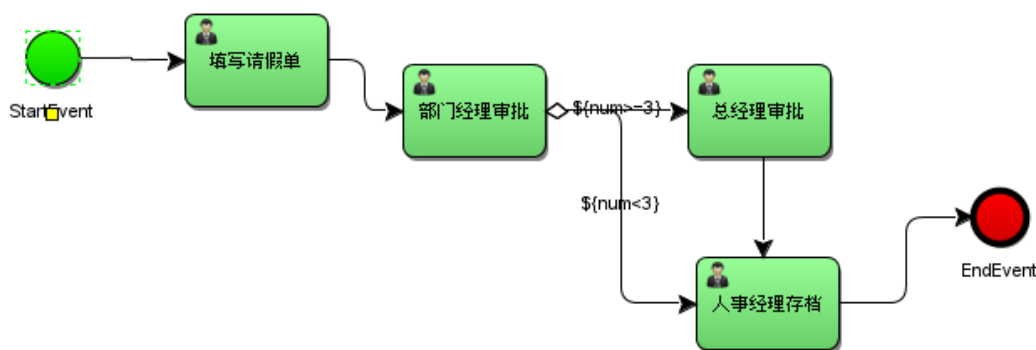 填写请假单
StartEvent
部门经理审批
${num>=3}
总经理审批
${num<3}
人事经理存档
EndEvent